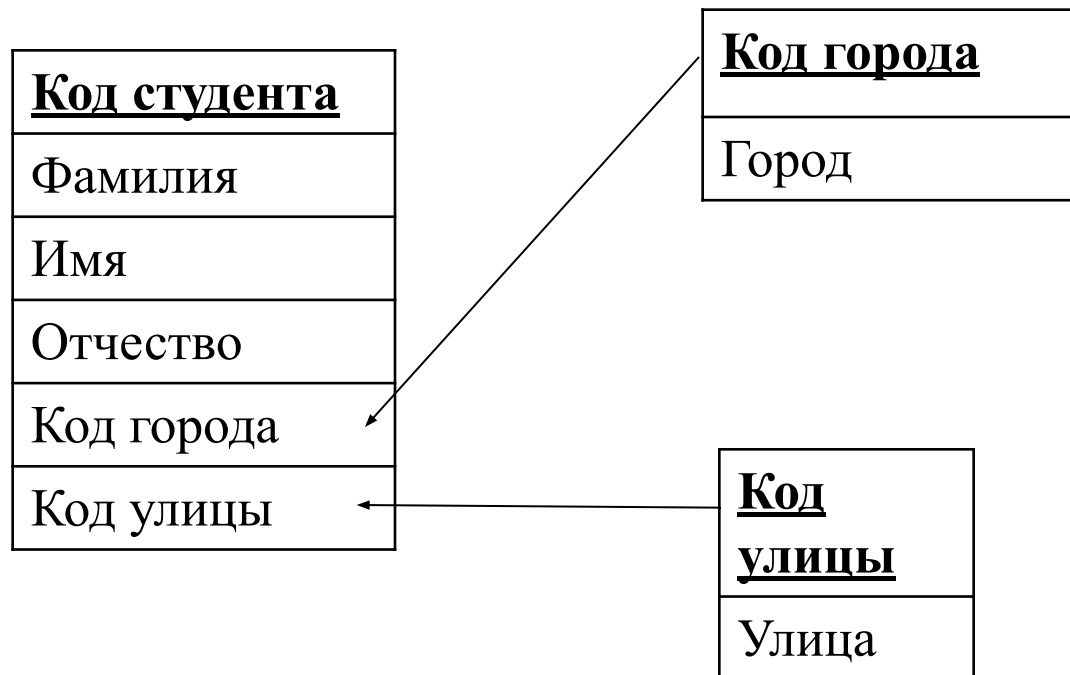 Код студента
Фамилия
Имя
Отчество
Код города
Код улицы
Код города
Город
Код
улицы
Улица